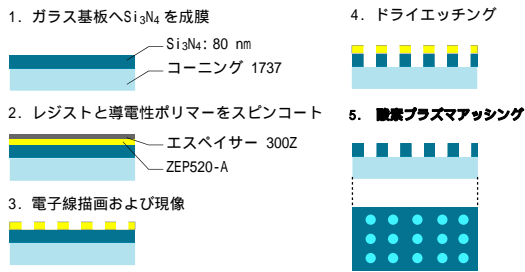 1. ガラス基板へSi3N4 を成膜
Si3N4: 80 nm
コーニング 1737
2. レジストと導電性ポリマーをスピンコート
エスペイサー 300Z
ZEP520-A
3. 電子線描画および現像
4. ドライエッチング
5. 酸素プラズマアッシング